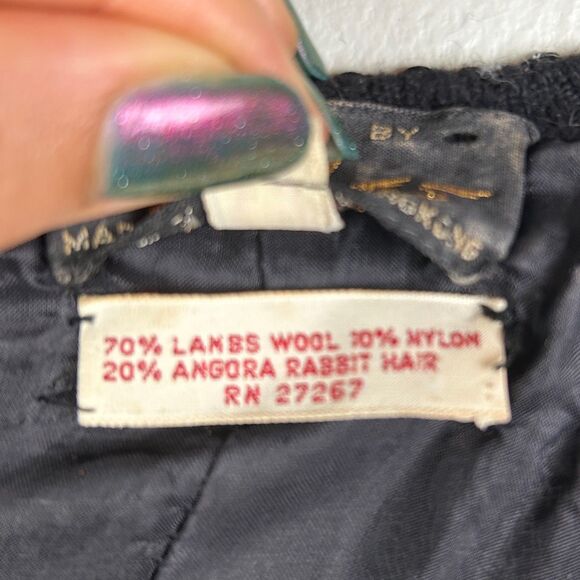 BY
70% LAMBS WOOL 10% NYLON
20% ANGORA RABBIT HAIR
RN 27267